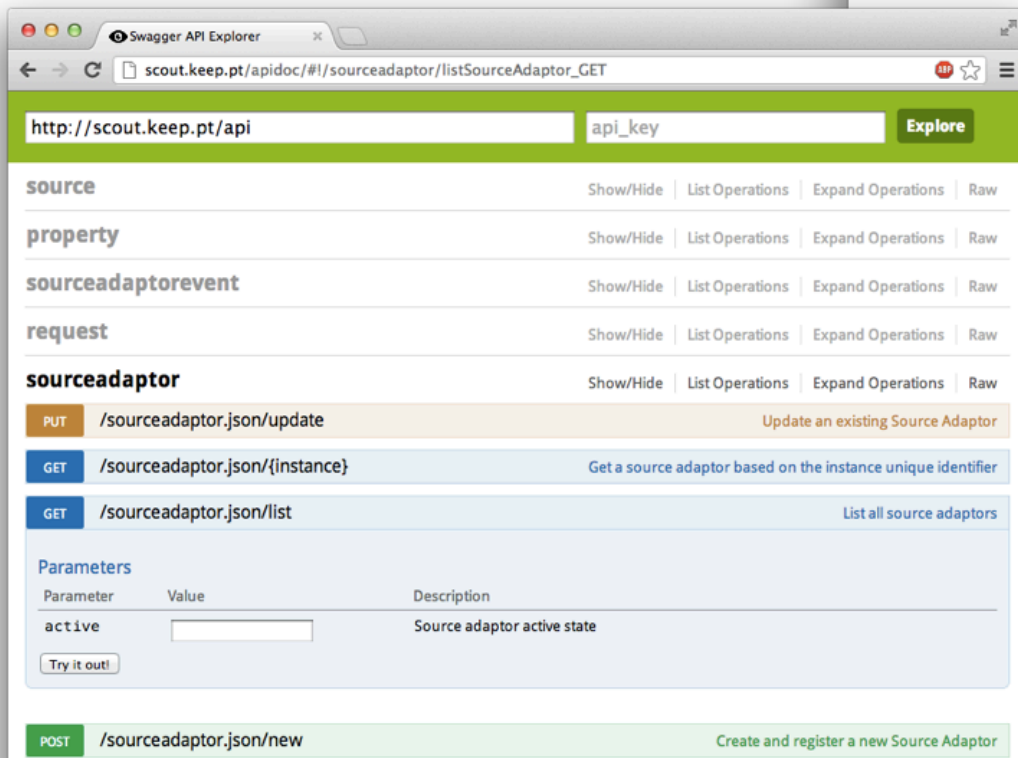 Swagger API Explorer
scout.keep.pt/apidoc/#!/sourceadaptor/listSourceAdaptor_GET ABP
http://scout.keep.pt/api api_key Explore
source Show/Hide List Operations Expand Operations Raw
property Show/Hide List Operations Expand Operations Raw
sourceadaptorevent Show/Hide List Operations Expand Operations Raw
request Show/Hide List Operations Expand Operations Raw
sourceadaptor Show/Hide List Operations Expand Operations Raw
PUT /sourceadaptor.json/update Update an existing Source Adaptor
GET /sourceadaptor.json/{instance} Get a source adaptor based on the instance unique identifier
GET /sourceadaptor.json/list List all source adaptors
Parameters
Parameter Value Description
active Source adaptor active state
Try it out!
POST /sourceadaptor.json/new Create and register a new Source Adaptor